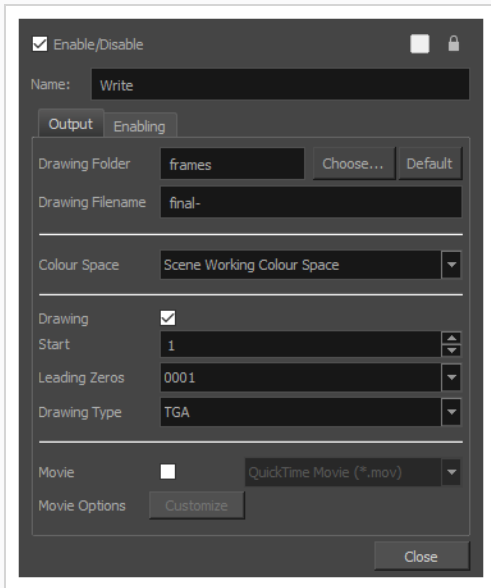 Enable/Disable
Name: Write
Output Enabling
Drawing Folder frames Choose... Default
Drawing Filename final-
Colour Space Scene Working Colour Space
Drawing
Start 1
Leading Zeros 0001
Drawing Type TGA
Movie QuickTime Movie (*.mov)
Movie Options Customize
Close